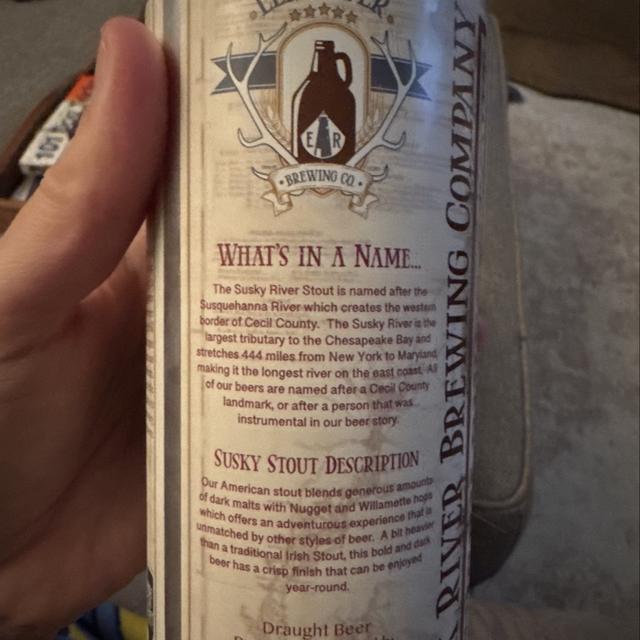 E R
BREWING CO.
WHAT'S IN A NAME...
The Susky River Stout is named after the
Susquehanna River which creates the western
border of Cecil County. The Susky River is the
largest tributary to the Chesapeake Bay and
stretches 444 miles from New York to Maryland,
making it the longest river on the east coast. All
of our beers are named after a Cecil County
landmark, or after a person that was
instrumental in our beer story.
SUSKY STOUT DESCRIPTION
Our American stout blends generous amounts
of dark malts with Nugget and Willamette hops
which offers an adventurous experience that is
unmatched by other styles of beer. A bit heavier
than a traditional Irish Stout, this bold and dark
beer has a crisp finish that can be enjoyed
year-round.
Draught Beer
RIVER BREWING COMPANY